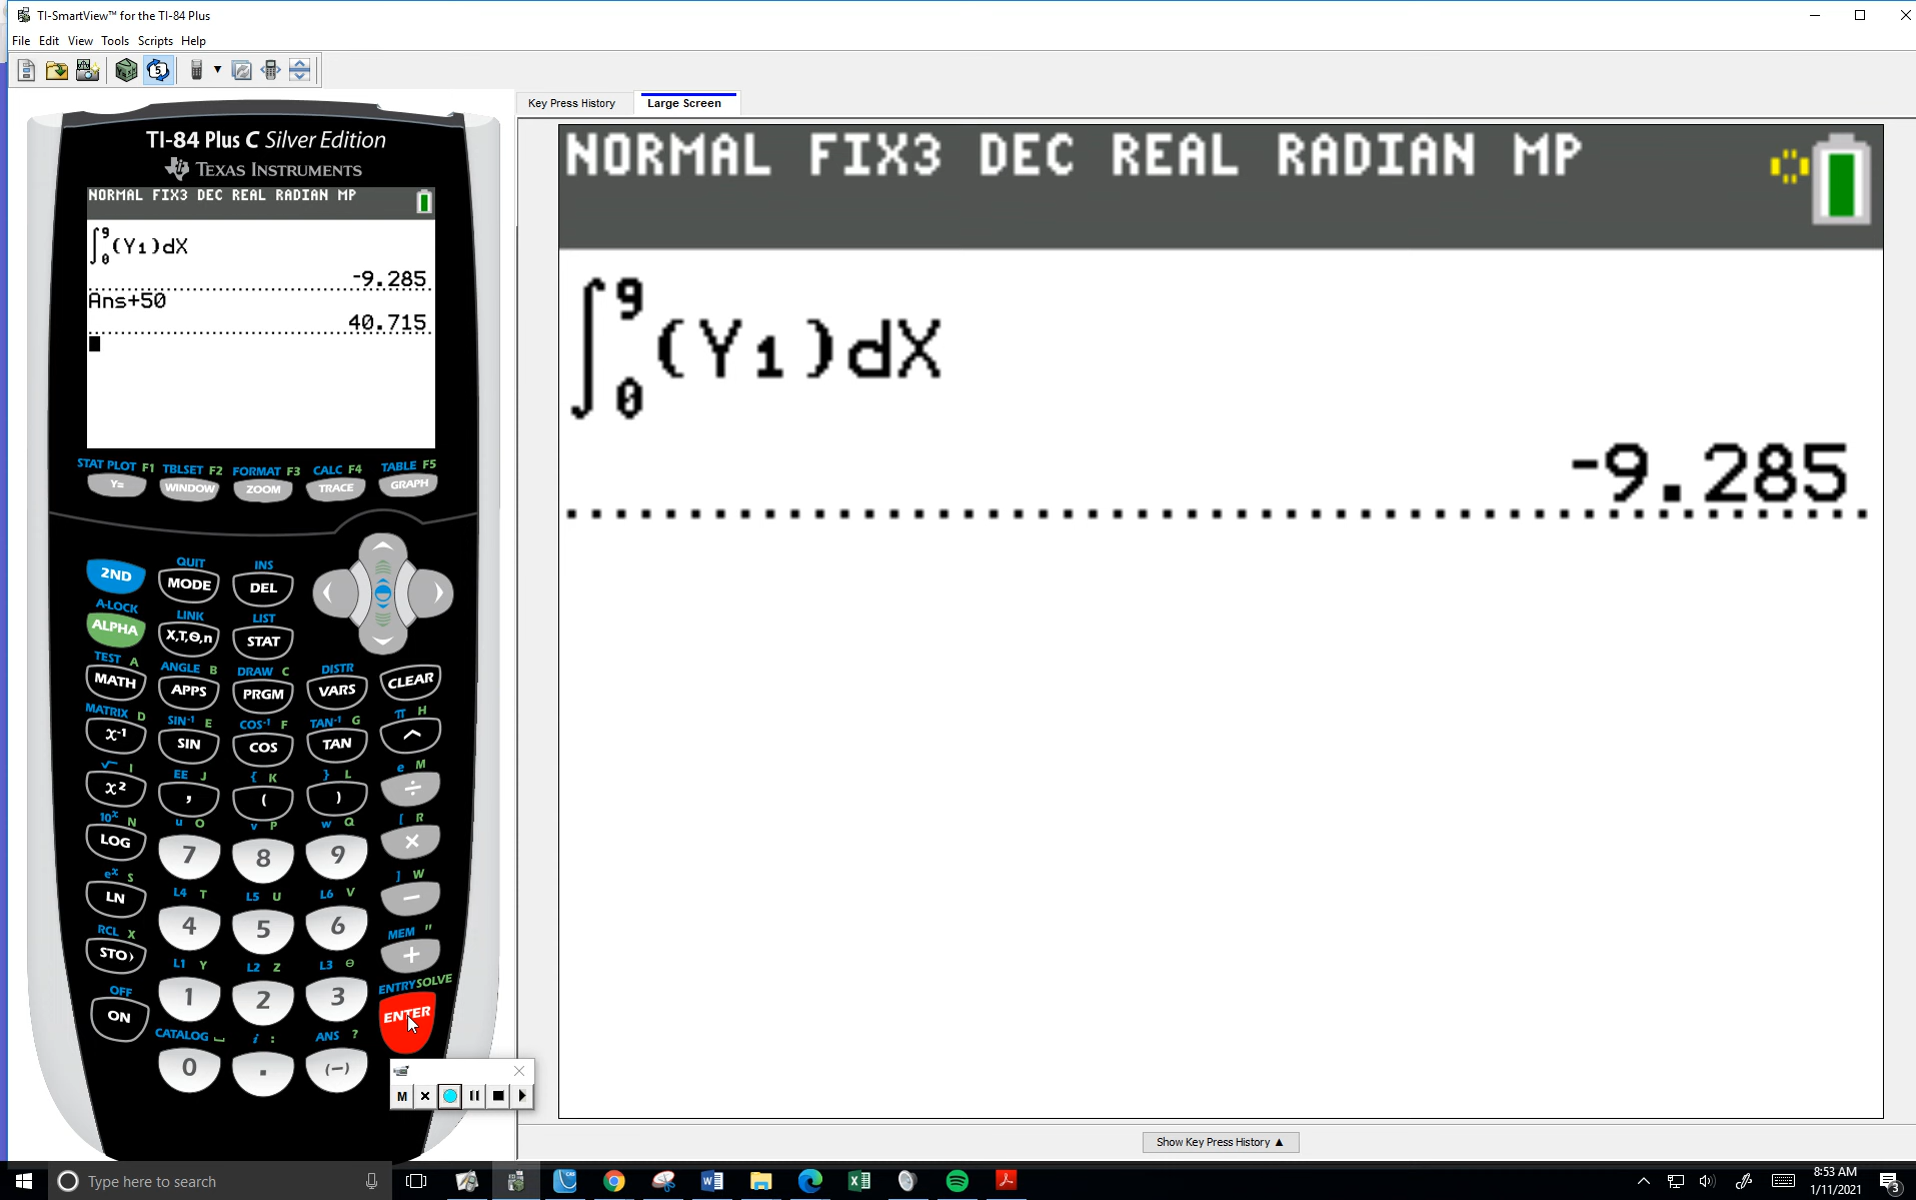 TI-SmartView™ for the TI-84 Plus
File Edit View Tools Scripts Help
Key Press History
Large Screen
TI-84 Plus C Silver Edition
TEXAS INSTRUMENTS
NORMAL FIX3 DEC REAL RADIAN MP
∫₀⁹(Y₁)dX
-9.285
Ans+50
40.715
NORMAL FIX3 DEC REAL RADIAN MP
∫₀⁹(Y₁)dX
-9.285
STAT PLOT F1 TBLSET F2 FORMAT F3 CALC F4 TABLE F5
Y= WINDOW ZOOM TRACE GRAPH
QUIT INS
2ND MODE DEL
A-LOCK LINK LIST
ALPHA X,T,Θ,n STAT
TEST A ANGLE B DRAW C DISTR
MATH APPS PRGM VARS CLEAR
MATRIX D SIN⁻¹ E COS⁻¹ F TAN⁻¹ G π H
x⁻¹ SIN COS TAN ^
√ I EE J { K } L e M
x² , ( ) ÷
10ˣ N u O v P w Q [ R
LOG 7 8 9 ×
eˣ S L4 T L5 U L6 V ] W
LN 4 5 6 −
RCL X L1 Y L2 Z L3 Θ MEM "
STO› 1 2 3 +
OFF ENTRY SOLVE
ON ENTER
CATALOG ⎵ i : ANS ?
0 . (−)
M
Show Key Press History ▲
Type here to search
8:53 AM
1/11/2021
3